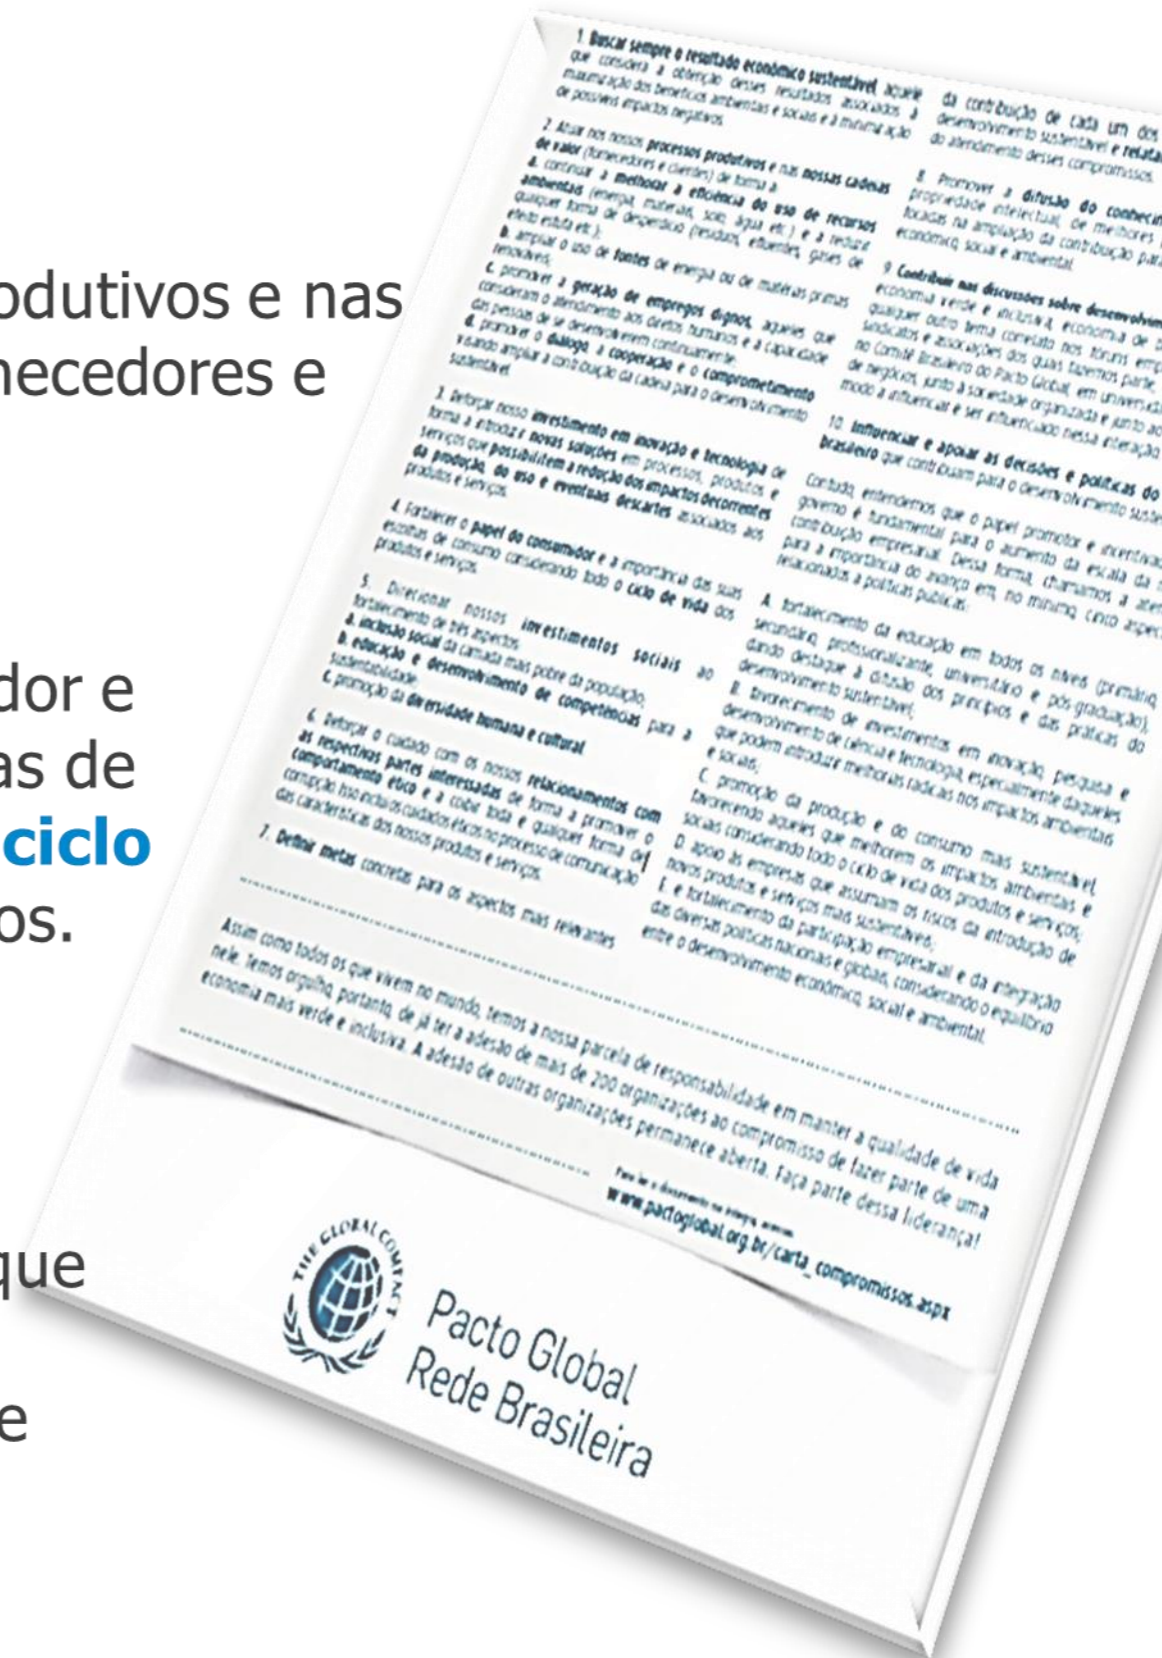 odutivos e nas
necedores e
dor e
as de
ciclo
os.
que
e
1. Buscar sempre o resultado econômico sustentável, aquele
que considera a obtenção desses resultados associados à
maximização dos benefícios ambientais e sociais e à minimização
de possíveis impactos negativos.
2. Atuar nos nossos processos produtivos e nas nossas cadeias
de valor (fornecedores e clientes) de forma a:
a. continuar a melhorar a eficiência do uso de recursos
ambientais (energia, materiais, solo, água etc.) e a reduzir
qualquer forma de desperdício (resíduos, efluentes, gases de
efeito estufa etc.);
b. ampliar o uso de fontes de energia ou de matérias primas
renováveis;
c. promover a geração de empregos dignos, aqueles que
consideram o atendimento aos direitos humanos e à capacidade
das pessoas de se desenvolverem continuamente;
d. promover o diálogo, a cooperação e o comprometimento
visando ampliar a contribuição da cadeia para o desenvolvimento
sustentável.
3. Reforçar nosso investimento em inovação e tecnologia de
forma a introduzir novas soluções em processos, produtos e
serviços que possibilitem a redução dos impactos decorrentes
da produção, do uso e eventuais descartes associados aos
produtos e serviços.
4. Fortalecer o papel do consumidor e a importância das suas
escolhas de consumo considerando todo o ciclo de vida dos
produtos e serviços.
5. Direcionar nossos investimentos sociais ao
fortalecimento de três aspectos:
a. inclusão social da camada mais pobre da população;
b. educação e desenvolvimento de competências para a
sustentabilidade;
c. promoção da diversidade humana e cultural.
6. Reforçar o cuidado com os nossos relacionamentos com
as respectivas partes interessadas de forma a promover o
comportamento ético e a coibir toda e qualquer forma de
corrupção. Isso inclui os cuidados éticos no processo de comunicação
das características dos nossos produtos e serviços.
7. Definir metas concretas para os aspectos mais relevantes
da contribuição de cada um dos
desenvolvimento sustentável e relatar
do atendimento desses compromissos.
8. Promover a difusão do conhecim
propriedade intelectual, de melhores
focadas na ampliação da contribuição para
econômico, social e ambiental.
9. Contribuir nas discussões sobre desenvolvim
economia verde e inclusiva, economia de
qualquer outro tema correlato nos fóruns emp
sindicatos e associações dos quais fazemos parte,
no Comitê Brasileiro do Pacto Global, em universida
de negócios, junto à sociedade organizada e junto ao
modo a influenciar e ser influenciado nessa interação.
10. Influenciar e apoiar as decisões e políticas do
brasileiro que contribuam para o desenvolvimento suste
Contudo, entendemos que o papel promotor e incentiva
governo é fundamental para o aumento da escala da
contribuição empresarial. Dessa forma, chamamos a aten
para a importância do avanço em, no mínimo, cinco aspec
relacionados a políticas públicas:
A. fortalecimento da educação em todos os níveis (primário,
secundário, profissionalizante, universitário e pós-graduação),
dando destaque à difusão dos princípios e das práticas do
desenvolvimento sustentável;
B. favorecimento de investimentos em inovação, pesquisa e
desenvolvimento de ciência e tecnologia, especialmente daqueles
que podem introduzir melhorias radicais nos impactos ambientais
e sociais;
C. promoção da produção e do consumo mais sustentável,
favorecendo aqueles que melhorem os impactos ambientais e
sociais considerando todo o ciclo de vida dos produtos e serviços;
D. apoio às empresas que assumam os riscos da introdução de
novos produtos e serviços mais sustentáveis;
E. e fortalecimento da participação empresarial e da integração
das diversas políticas nacionais e globais, considerando o equilíbrio
entre o desenvolvimento econômico, social e ambiental.
Assim como todos os que vivem no mundo, temos a nossa parcela de responsabilidade em manter a qualidade de vida
nele. Temos orgulho, portanto, de já ter a adesão de mais de 200 organizações ao compromisso de fazer parte de uma
economia mais verde e inclusiva. A adesão de outras organizações permanece aberta. Faça parte dessa liderança!
Para ler o documento na íntegra, acesse:
www.pactoglobal.org.br/carta_compromissos.aspx
THE GLOBAL COMPACT
Pacto Global
Rede Brasileira